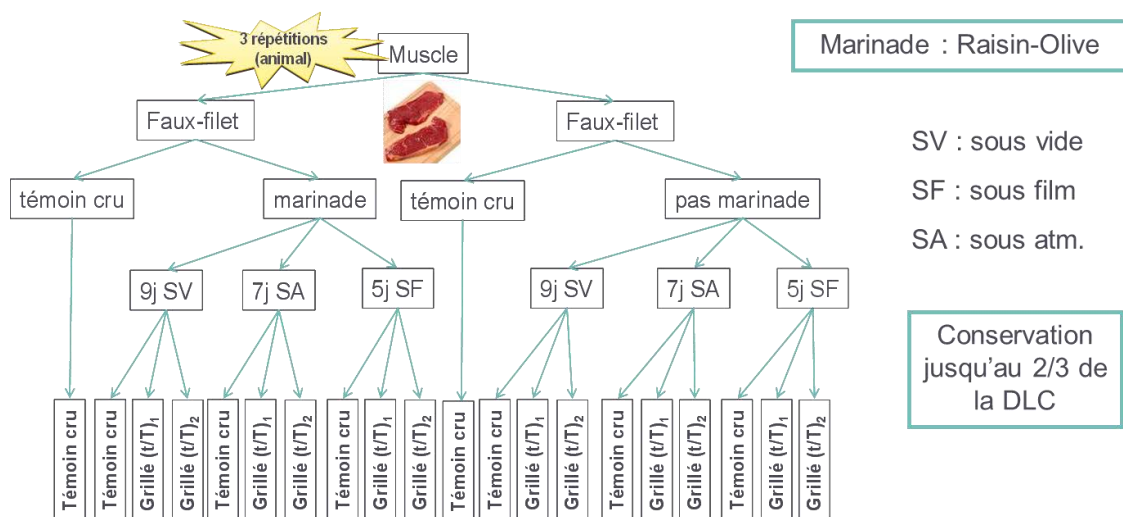 3 répétitions
(animal)
Muscle
Marinade : Raisin-Olive
Faux-filet
Faux-filet
SV : sous vide
SF : sous film
SA : sous atm.
témoin cru
marinade
témoin cru
pas marinade
9j SV
7j SA
5j SF
9j SV
7j SA
5j SF
Conservation
jusqu’au 2/3 de
la DLC
Témoin cru
Témoin cru
Grillé (t/T)1
Grillé (t/T)2
Témoin cru
Grillé (t/T)1
Grillé (t/T)2
Témoin cru
Grillé (t/T)1
Grillé (t/T)2
Témoin cru
Témoin cru
Grillé (t/T)1
Grillé (t/T)2
Témoin cru
Grillé (t/T)1
Grillé (t/T)2
Témoin cru
Grillé (t/T)1
Grillé (t/T)2